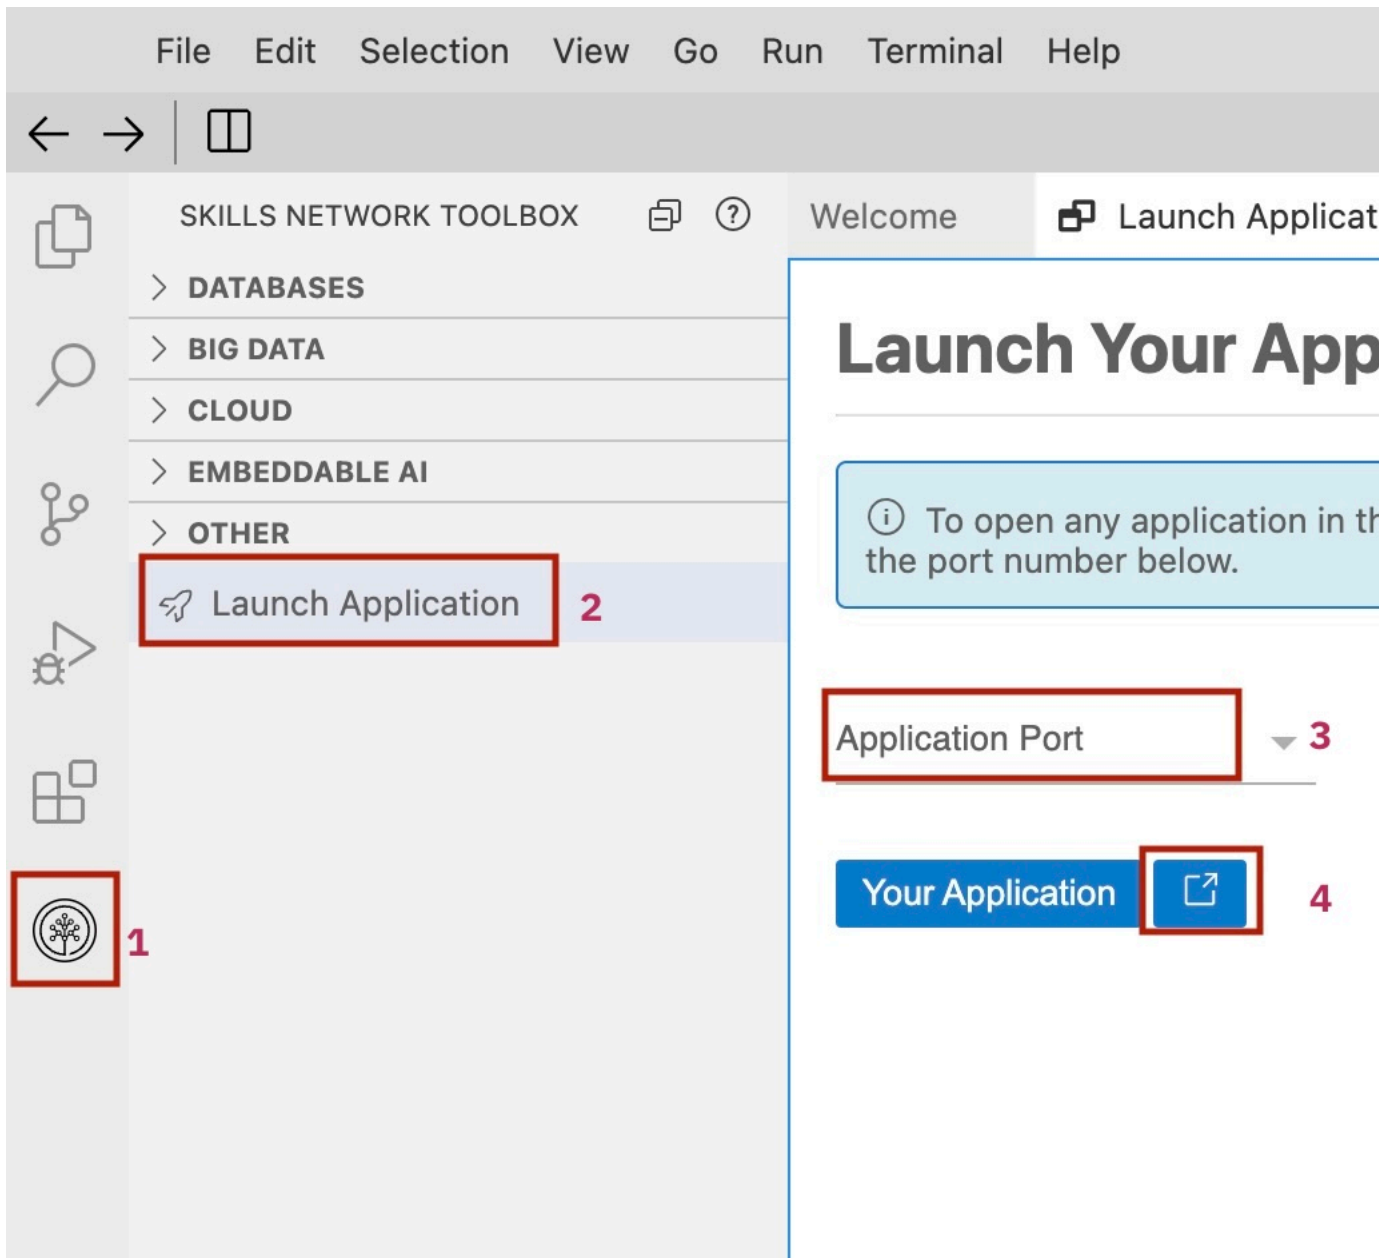 File Edit Selection View Go Run Terminal Help
SKILLS NETWORK TOOLBOX
DATABASES
BIG DATA
CLOUD
EMBEDDABLE AI
OTHER
Launch Application 2
1
Welcome Launch Applicat
Launch Your App
To open any application in th
the port number below.
Application Port 3
Your Application 4